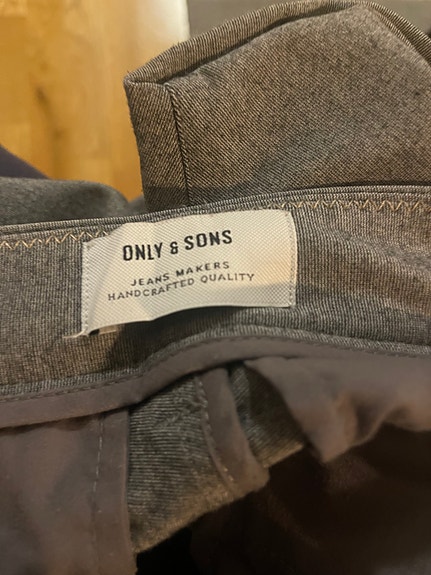 ONLY & SONS
JEANS MAKERS
HANDCRAFTED QUALITY